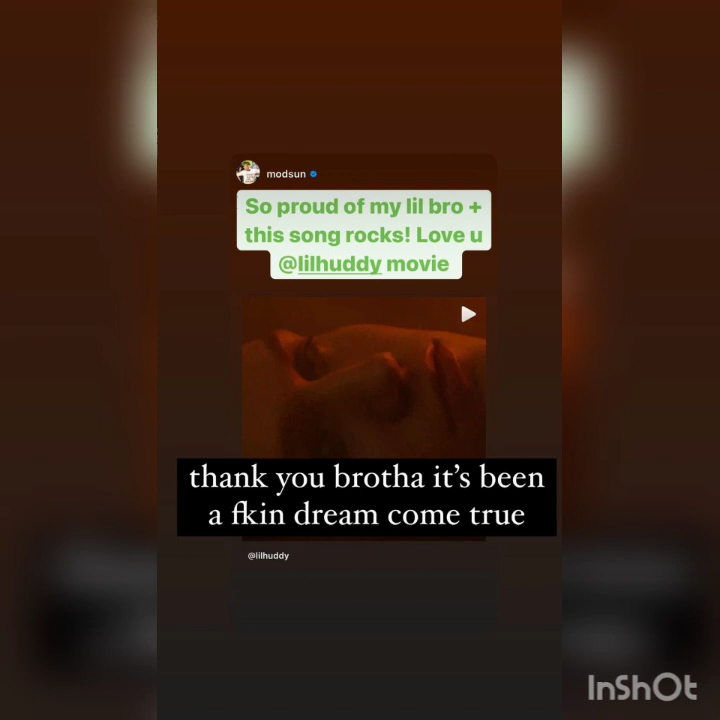 modsun
So proud of my lil bro +
this song rocks! Love u
@lilhuddy movie
thank you brotha it's been
a fkin dream come true
@lilhuddy
InShOt